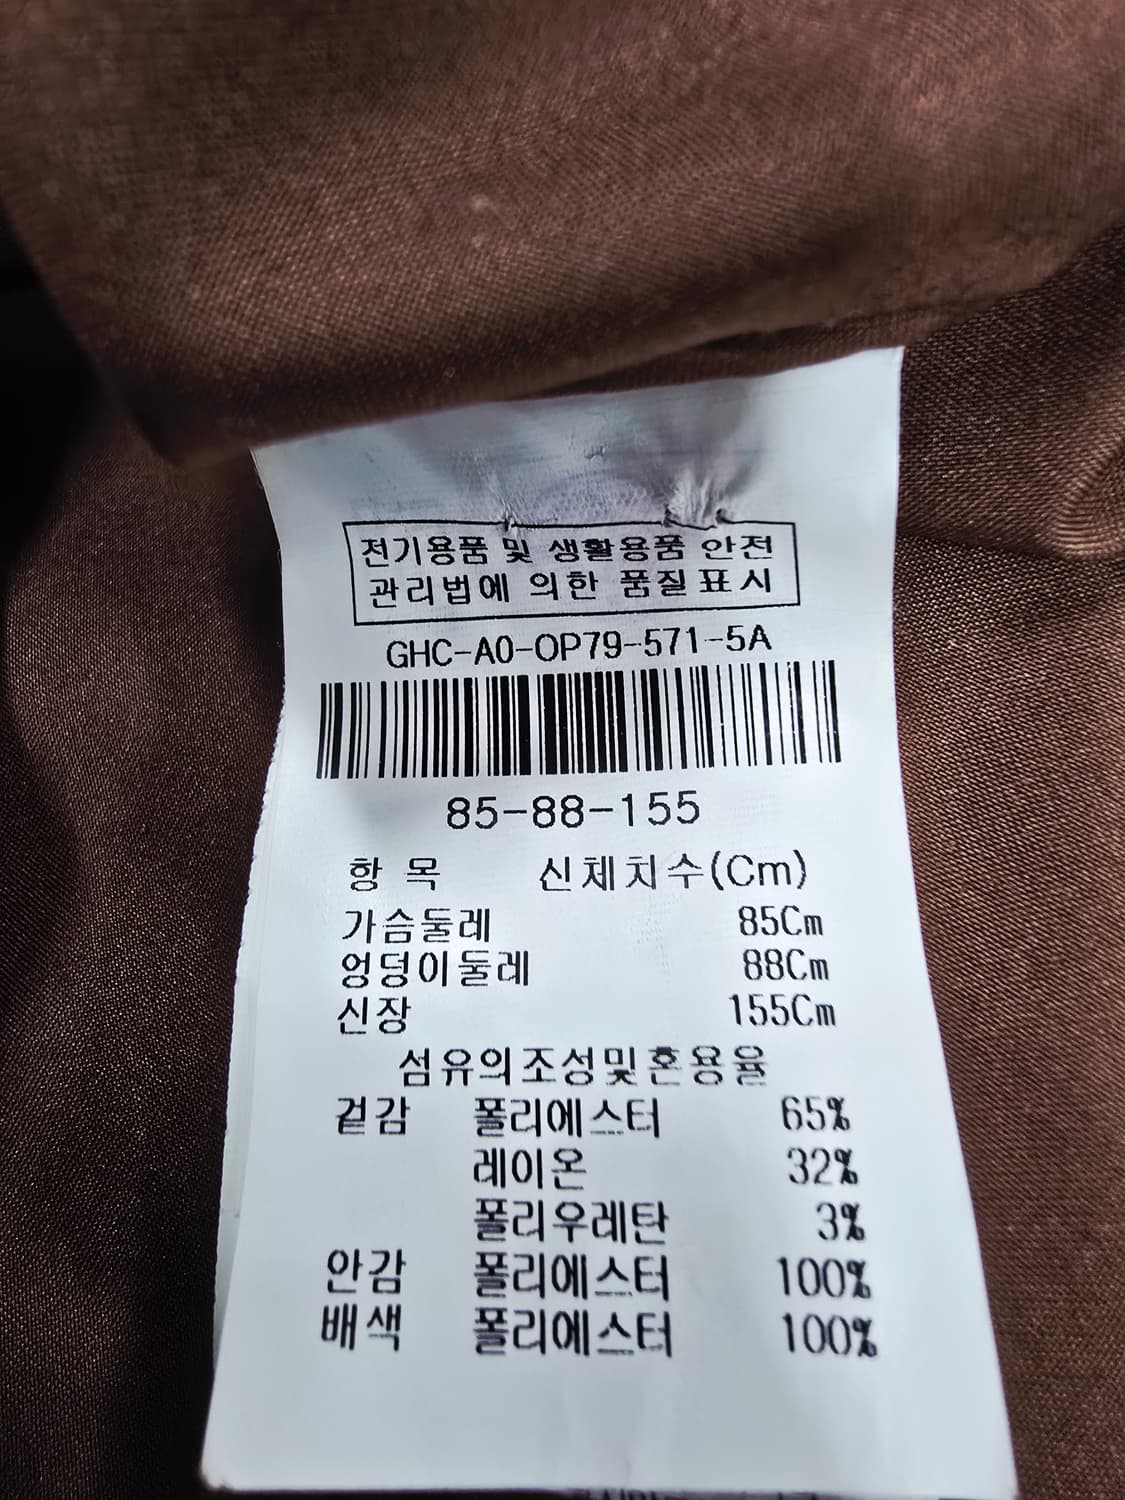 전기용품 및 생활용품 안전
관리법에 의한 품질표시
GHC-A0-OP79-571-5A
85-88-155
항 목 신체치수(Cm)
가슴둘레 85Cm
엉덩이둘레 88Cm
신장 155Cm
섬유의조성및혼용율
겉감 폴리에스터 65%
레이온 32%
폴리우레탄 3%
안감 폴리에스터 100%
배색 폴리에스터 100%